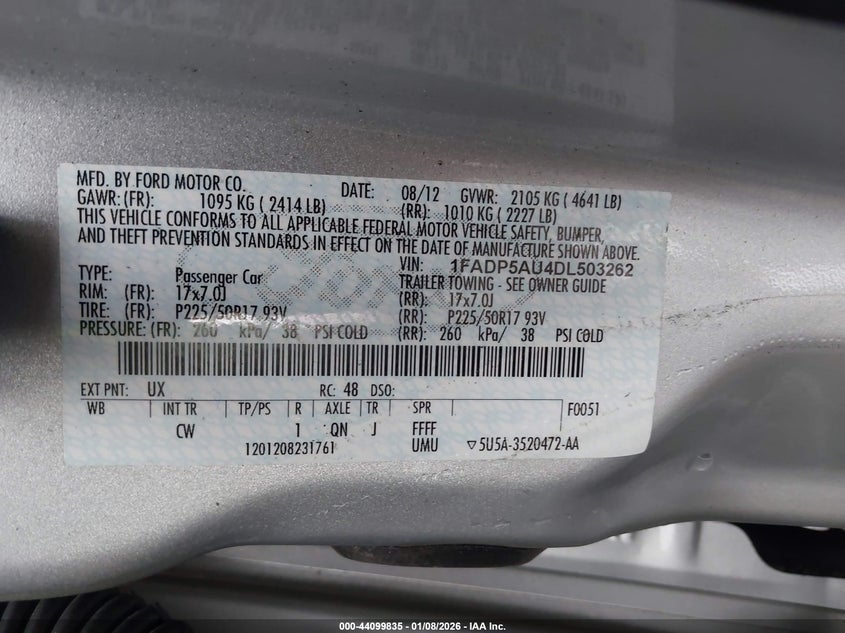 MFD. BY FORD MOTOR CO. DATE: 08/12 GVWR: 2105 KG ( 4641 LB)
GAWR: (FR): 1095 KG ( 2414 LB) (RR): 1010 KG ( 2227 LB)
THIS VEHICLE CONFORMS TO ALL APPLICABLE FEDERAL MOTOR VEHICLE SAFETY, BUMPER,
AND THEFT PREVENTION STANDARDS IN EFFECT ON THE DATE OF MANUFACTURE SHOWN ABOVE.
VIN: 1FADP5AU4DL503262
TYPE: Passenger Car TRAILER TOWING - SEE OWNER GUIDE
RIM: (FR): 17x7.0J (RR): 17x7.0J
TIRE: (FR): P225/50R17 93V (RR): P225/50R17 93V
PRESSURE: (FR): 260 kPa/ 38 PSI COLD (RR): 260 kPa/ 38 PSI COLD
EXT PNT: UX RC: 48 DSO:
WB INT TR TP/PS R AXLE TR SPR F0051
CW 1 QN J FFFF
1201208231761 UMU ▽5U5A-3520472-AA
000-44099835 - 01/08/2026 - IAA Inc.